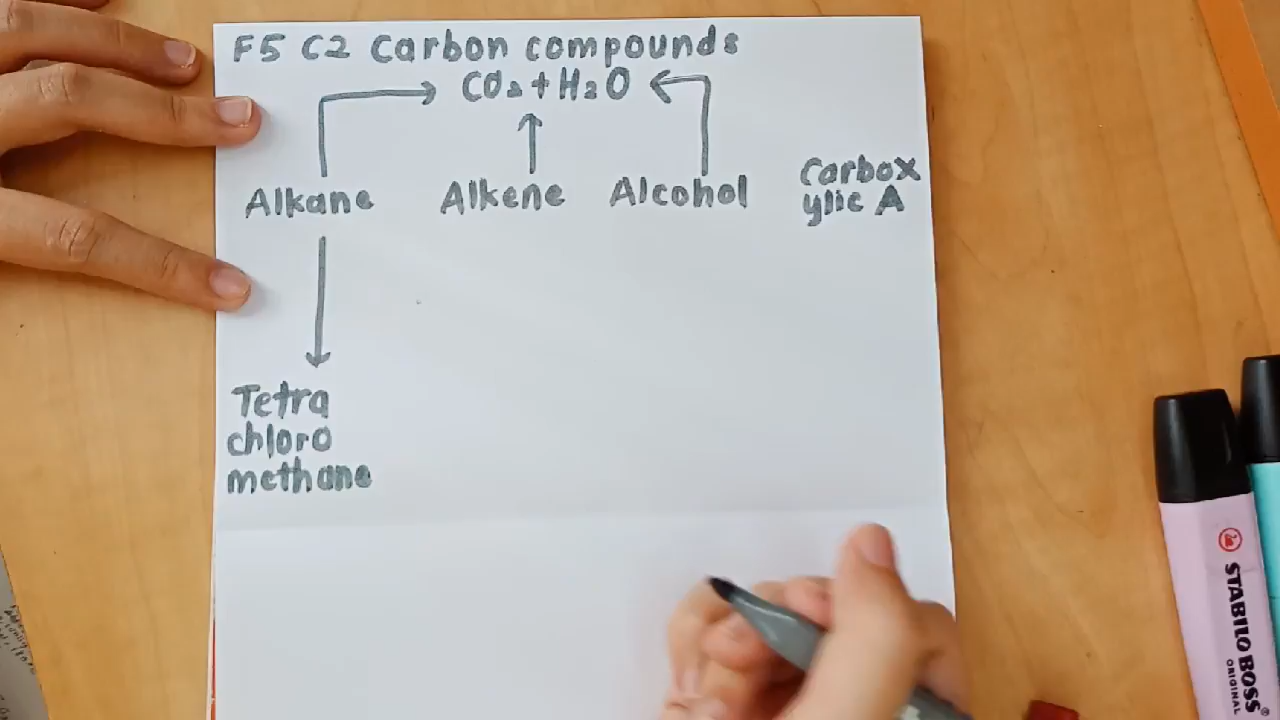 F5 C2 Carbon compounds
CO₂ + H₂O
Alkane Alkene Alcohol Carbox
ylic A
Tetra
chloro
methane
STABILO BOSS®
ORIGINAL